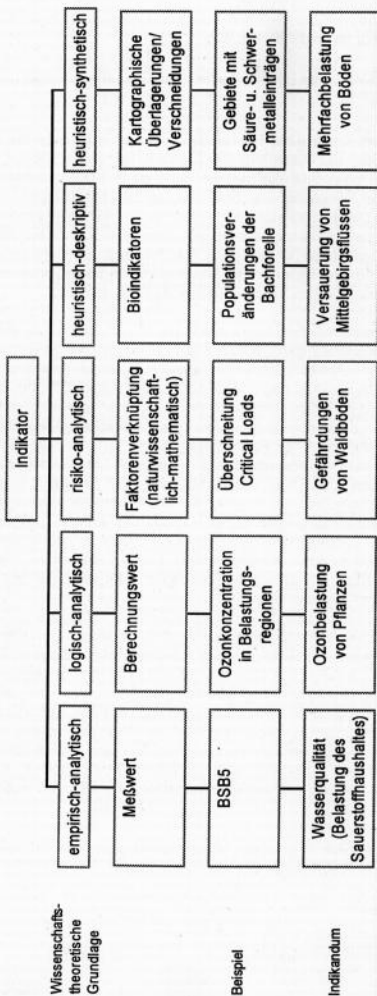 Indikator
Wissenschafts-
theoretische
Grundlage
empirisch-analytisch
logisch-analytisch
risiko-analytisch
heuristisch-deskriptiv
heuristisch-synthetisch
Meßwert
Berechnungswert
Faktorenverknüpfung
(naturwissenschaft-
lich-mathematisch)
Bioindikatoren
Kartographische
Überlagerungen/
Verschneidungen
Beispiel
BSB5
Ozonkonzentration
in Belastungs-
regionen
Überschreitung
Critical Loads
Populationsver-
änderungen der
Bachforelle
Gebiete mit
Säure- u. Schwer-
metalleinträgen
Indikandum
Wasserqualität
(Belastung des
Sauerstoffhaushaltes)
Ozonbelastung
von Pflanzen
Gefährdungen
von Waldböden
Versauerung von
Mittelgebirgsflüssen
Mehrfachbelastung
von Böden